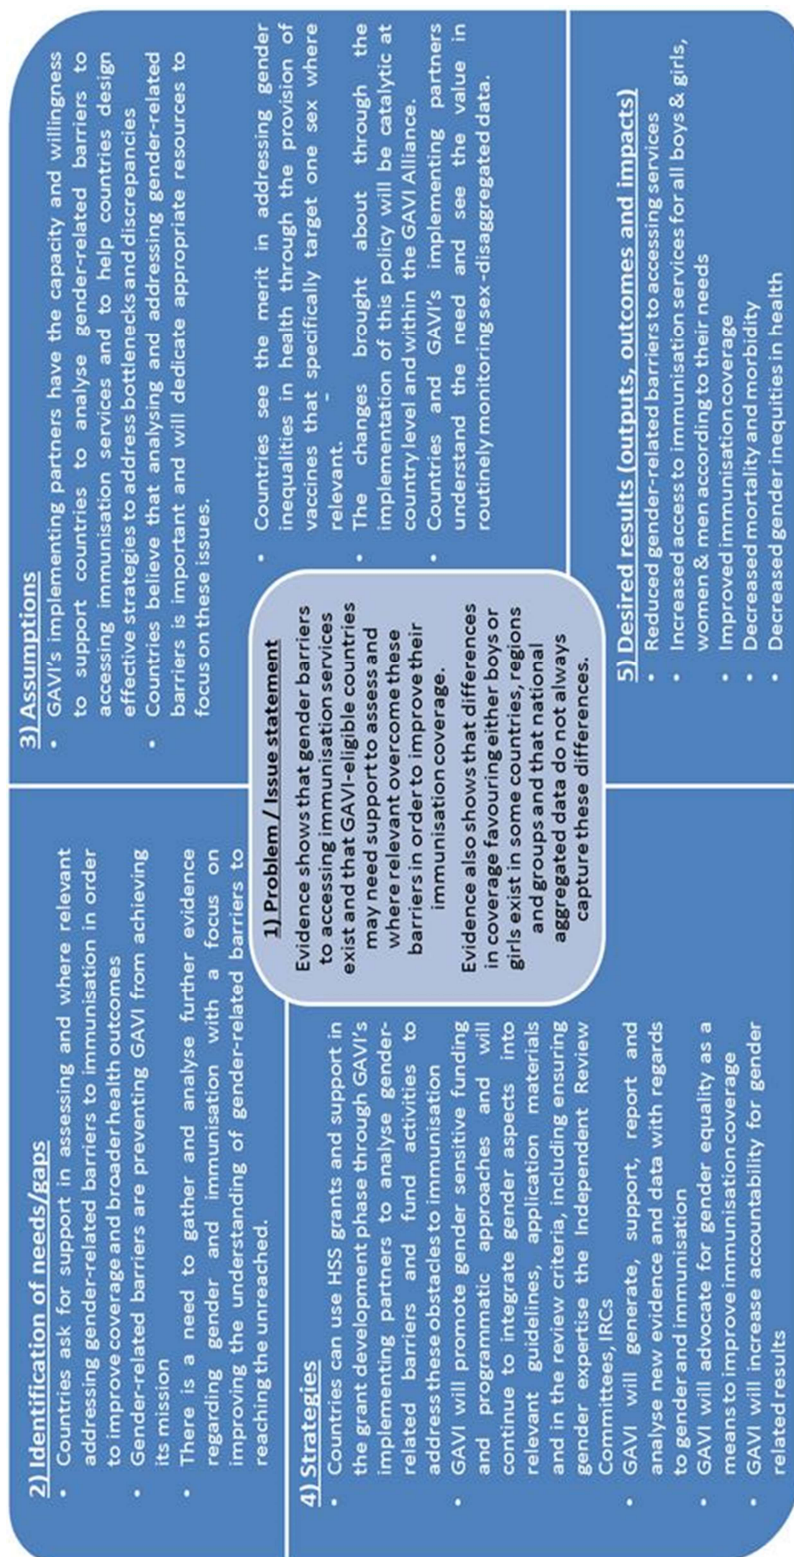 2) Identification of needs/gaps
• Countries ask for support in assessing and where relevant
addressing gender-related barriers to immunisation in order
to improve coverage and broader health outcomes
• Gender-related barriers are preventing GAVI from achieving
its mission
• There is a need to gather and analyse further evidence
regarding gender and immunisation with a focus on
improving the understanding of gender-related barriers to
reaching the unreached.
3) Assumptions
• GAVI's implementing partners have the capacity and willingness
to support countries to analyse gender-related barriers to
accessing immunisation services and to help countries design
effective strategies to address bottlenecks and discrepancies
• Countries believe that analysing and addressing gender-related
barriers is important and will dedicate appropriate resources to
focus on these issues.
• Countries see the merit in addressing gender
inequalities in health through the provision of
vaccines that specifically target one sex where
relevant.
• The changes brought about through the
implementation of this policy will be catalytic at
country level and within the GAVI Alliance.
• Countries and GAVI's implementing partners
understand the need and see the value in
routinely monitoring sex -disaggregated data.
1) Problem / Issue statement
Evidence shows that gender barriers
to accessing immunisation services
exist and that GAVI-eligible countries
may need support to assess and
where relevant overcome these
barriers in order to improve their
immunisation coverage.
Evidence also shows that differences
in coverage favouring either boys or
girls exist in some countries, regions
and groups and that national
aggregated data do not always
capture these differences.
4) Strategies
• Countries can use HSS grants and support in
the grant development phase through GAVI's
implementing partners to analyse gender-
related barriers and fund activities to
address these obstacles to immunisation
• GAVI will promote gender sensitive funding
and programmatic approaches and will
continue to integrate gender aspects into
relevant guidelines, application materials
and in the review criteria, including ensuring
gender expertise the Independent Review
Committees, IRCs
• GAVI will generate, support, report and
analyse new evidence and data with regards
to gender and immunisation
• GAVI will advocate for gender equality as a
means to improve immunisation coverage
• GAVI will increase accountability for gender
related results
5) Desired results (outputs, outcomes and impacts)
• Reduced gender-related barriers to accessing services
• Increased access to immunisation services for all boys & girls,
women & men according to their needs
• Improved immunisation coverage
• Decreased mortality and morbidity
• Decreased gender inequities in health